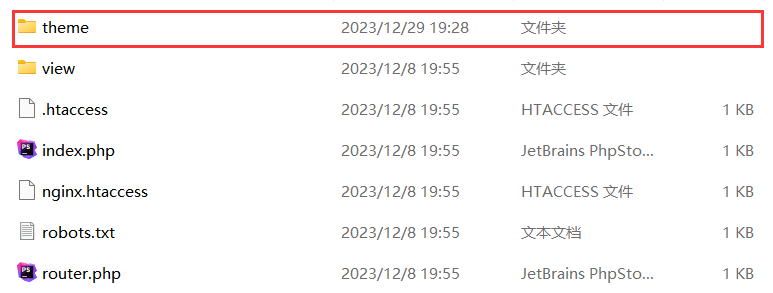 theme 2023/12/29 19:28 文件夹
view 2023/12/8 19:55 文件夹
.htaccess 2023/12/8 19:55 HTACCESS 文件 1 KB
index.php 2023/12/8 19:55 JetBrains PhpSto... 1 KB
nginx.htaccess 2023/12/8 19:55 HTACCESS 文件 1 KB
robots.txt 2023/12/8 19:55 文本文档 1 KB
router.php 2023/12/8 19:55 JetBrains PhpSto... 1 KB